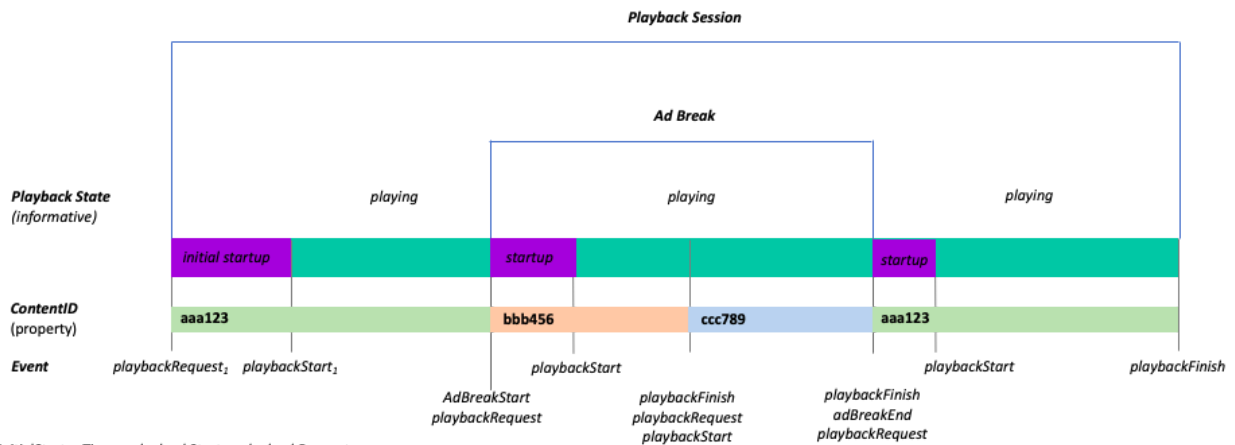 Playback Session
Ad Break
Playback State
(informative)
playing
playing
playing
initial startup
startup
startup
ContentID
(property)
aaa123
bbb456
ccc789
aaa123
Event
playbackRequest₁
playbackStart₁
playbackStart
playbackStart
playbackFinish
AdBreakStart
playbackRequest
playbackFinish
playbackRequest
playbackStart
playbackFinish
adBreakEnd
playbackRequest